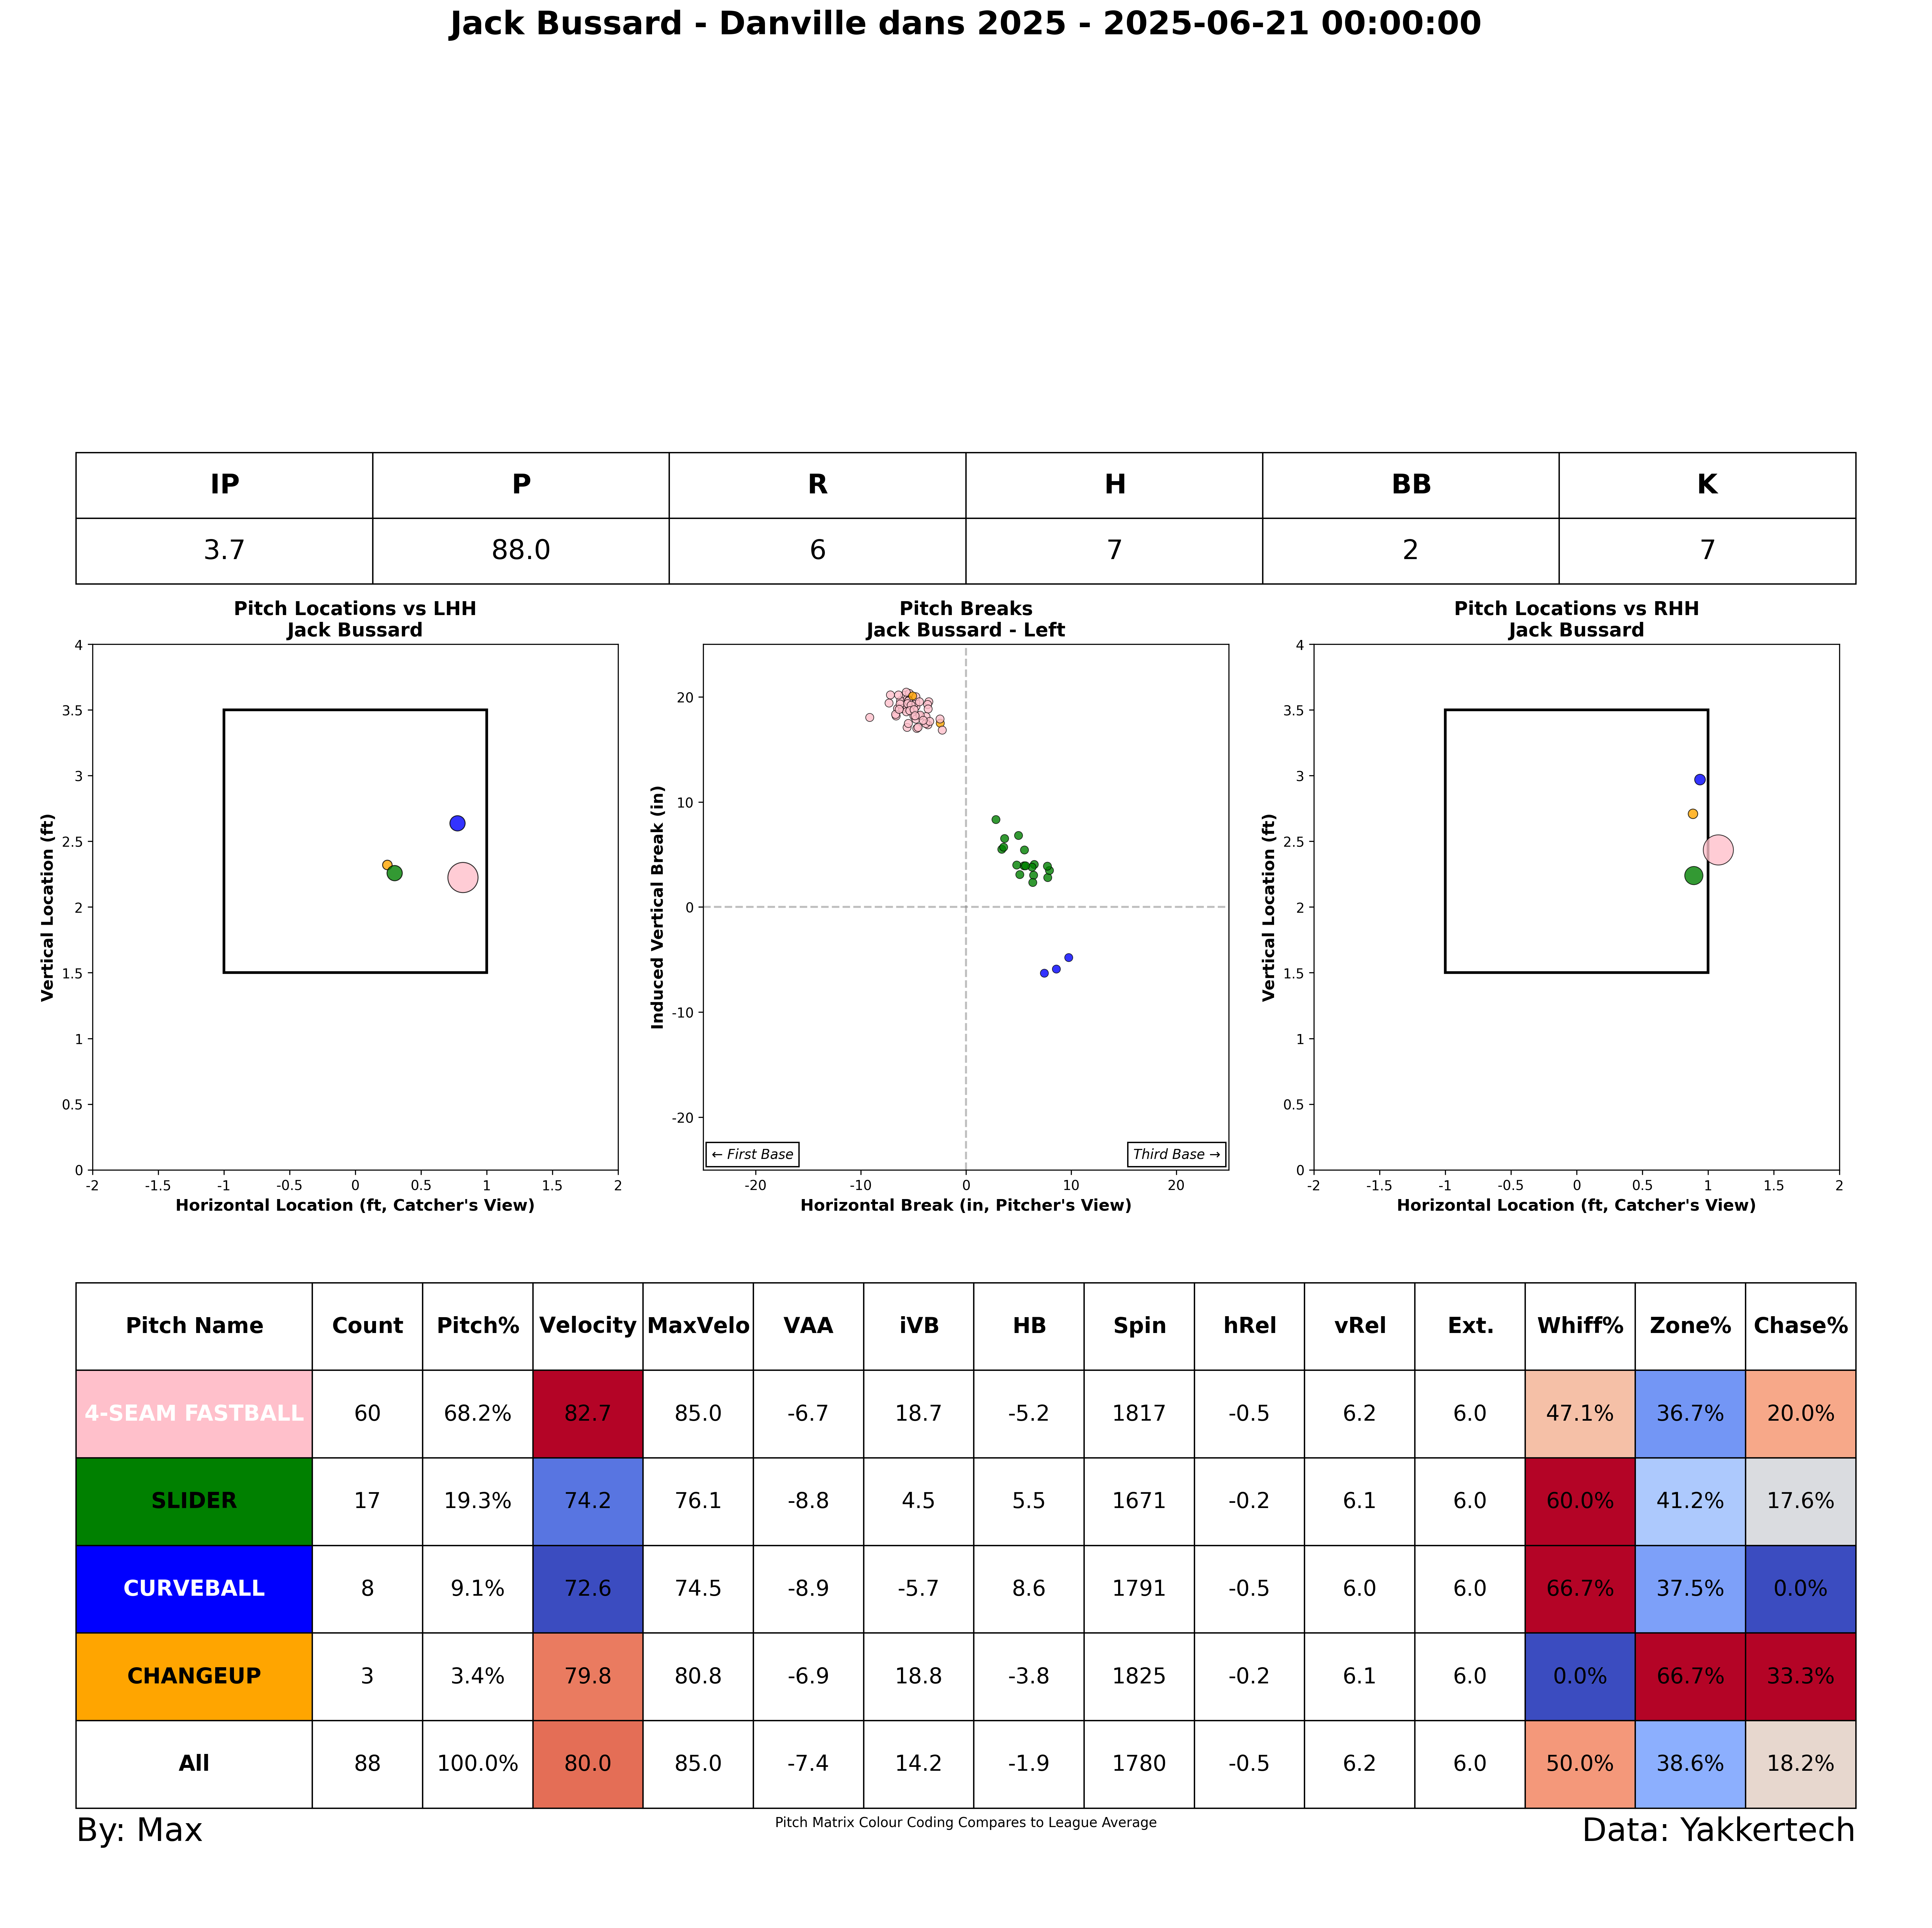 Jack Bussard - Danville dans 2025 - 2025-06-21 00:00:00
IP P R H BB K
3.7 88.0 6 7 2 7
Pitch Locations vs LHH
Jack Bussard
4
3.5
3
2.5
2
1.5
1
0.5
0
-2 -1.5 -1 -0.5 0 0.5 1 1.5 2
Vertical Location (ft)
Horizontal Location (ft, Catcher's View)
Pitch Breaks
Jack Bussard - Left
20
10
0
-10
-20
← First Base Third Base →
-20 -10 0 10 20
Induced Vertical Break (in)
Horizontal Break (in, Pitcher's View)
Pitch Locations vs RHH
Jack Bussard
4
3.5
3
2.5
2
1.5
1
0.5
0
-2 -1.5 -1 -0.5 0 0.5 1 1.5 2
Vertical Location (ft)
Horizontal Location (ft, Catcher's View)
Pitch Name Count Pitch% Velocity MaxVelo VAA iVB HB Spin hRel vRel Ext. Whiff% Zone% Chase%
4-SEAM FASTBALL 60 68.2% 82.7 85.0 -6.7 18.7 -5.2 1817 -0.5 6.2 6.0 47.1% 36.7% 20.0%
SLIDER 17 19.3% 74.2 76.1 -8.8 4.5 5.5 1671 -0.2 6.1 6.0 60.0% 41.2% 17.6%
CURVEBALL 8 9.1% 72.6 74.5 -8.9 -5.7 8.6 1791 -0.5 6.0 6.0 66.7% 37.5% 0.0%
CHANGEUP 3 3.4% 79.8 80.8 -6.9 18.8 -3.8 1825 -0.2 6.1 6.0 0.0% 66.7% 33.3%
All 88 100.0% 80.0 85.0 -7.4 14.2 -1.9 1780 -0.5 6.2 6.0 50.0% 38.6% 18.2%
By: Max
Pitch Matrix Colour Coding Compares to League Average
Data: Yakkertech